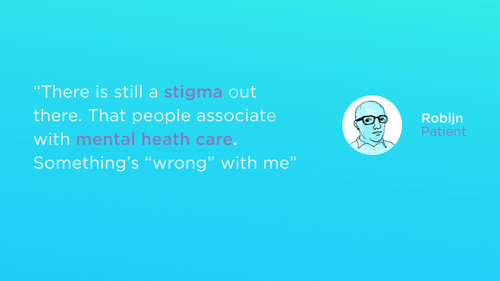 “There is still a stigma out
there. That people associate
with mental heath care.
Something’s “wrong” with me”
Robijn
Patient